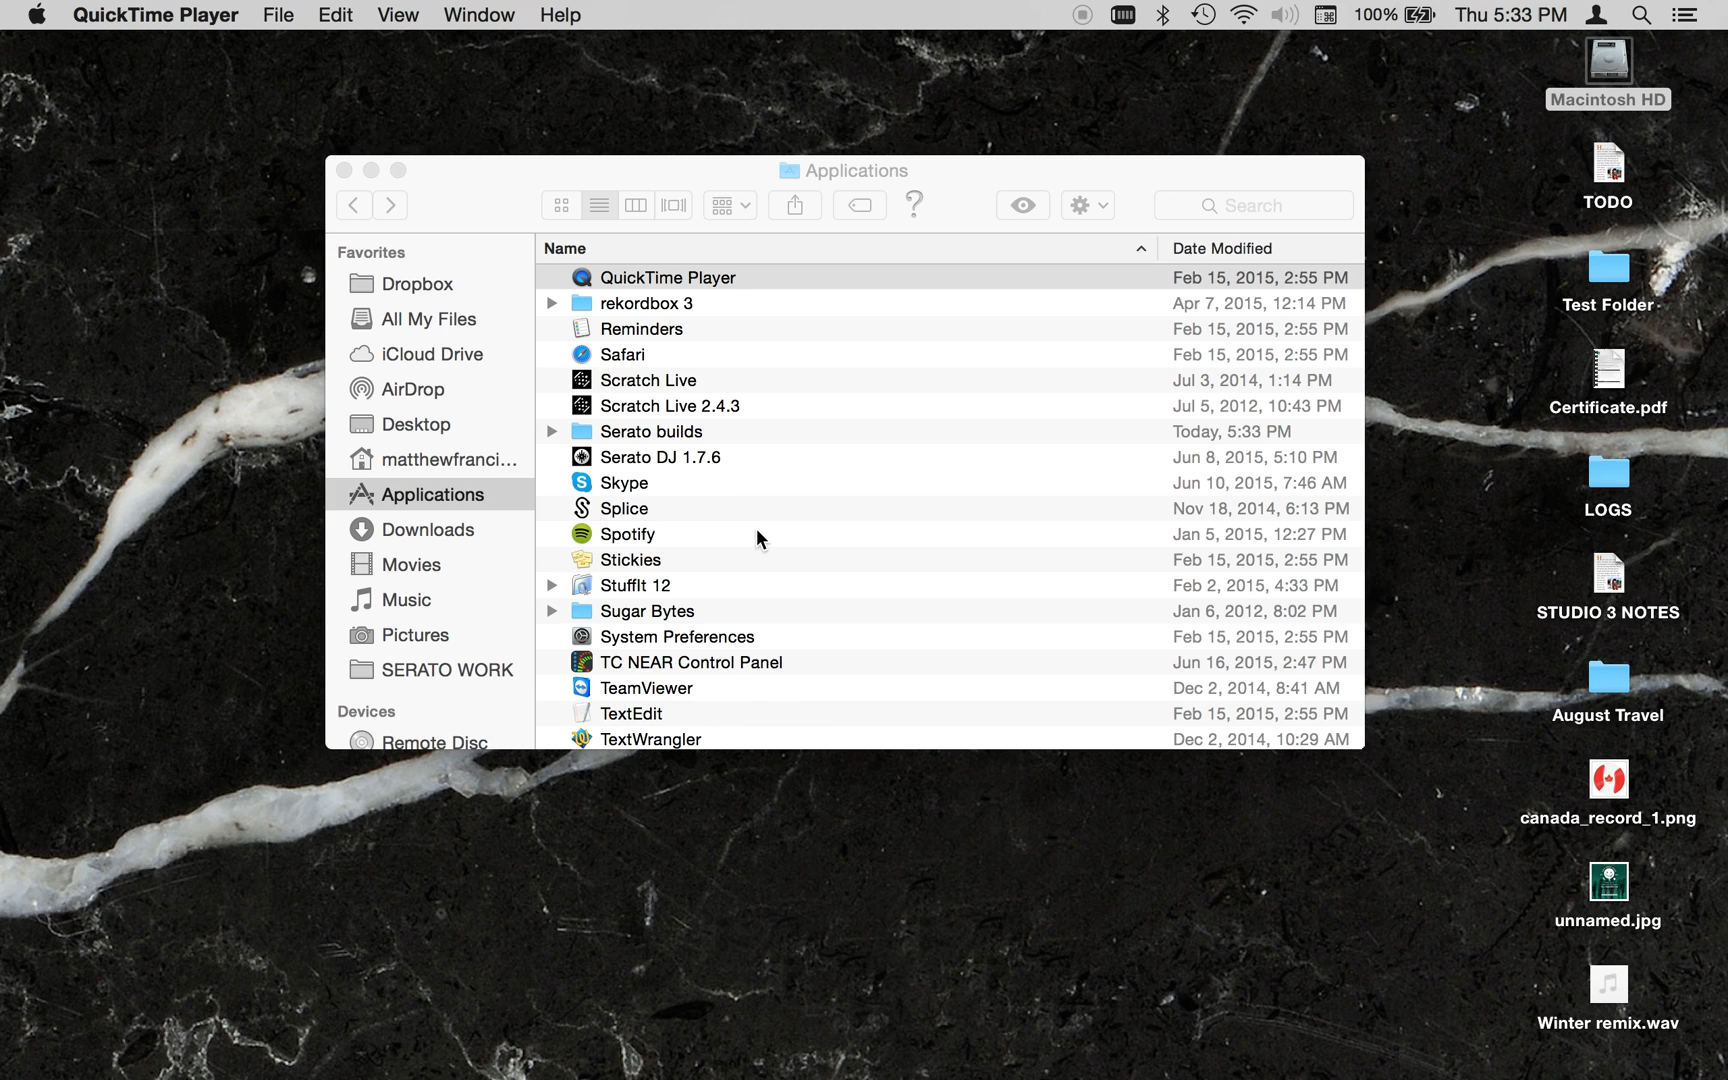 QuickTime Player File Edit View Window Help 100% Thu 5:33 PM
Macintosh HD
TODO
Test Folder
Certificate.pdf
LOGS
STUDIO 3 NOTES
August Travel
canada_record_1.png
unnamed.jpg
Winter remix.wav
Applications
? Search
Favorites
Dropbox
All My Files
iCloud Drive
AirDrop
Desktop
matthewfranci...
Applications
Downloads
Movies
Music
Pictures
SERATO WORK
Devices
Remote Disc
Name Date Modified
QuickTime Player Feb 15, 2015, 2:55 PM
rekordbox 3 Apr 7, 2015, 12:14 PM
Reminders Feb 15, 2015, 2:55 PM
Safari Feb 15, 2015, 2:55 PM
Scratch Live Jul 3, 2014, 1:14 PM
Scratch Live 2.4.3 Jul 5, 2012, 10:43 PM
Serato builds Today, 5:33 PM
Serato DJ 1.7.6 Jun 8, 2015, 5:10 PM
Skype Jun 10, 2015, 7:46 AM
Splice Nov 18, 2014, 6:13 PM
Spotify Jan 5, 2015, 12:27 PM
Stickies Feb 15, 2015, 2:55 PM
StuffIt 12 Feb 2, 2015, 4:33 PM
Sugar Bytes Jan 6, 2012, 8:02 PM
System Preferences Feb 15, 2015, 2:55 PM
TC NEAR Control Panel Jun 16, 2015, 2:47 PM
TeamViewer Dec 2, 2014, 8:41 AM
TextEdit Feb 15, 2015, 2:55 PM
TextWrangler Dec 2, 2014, 10:29 AM